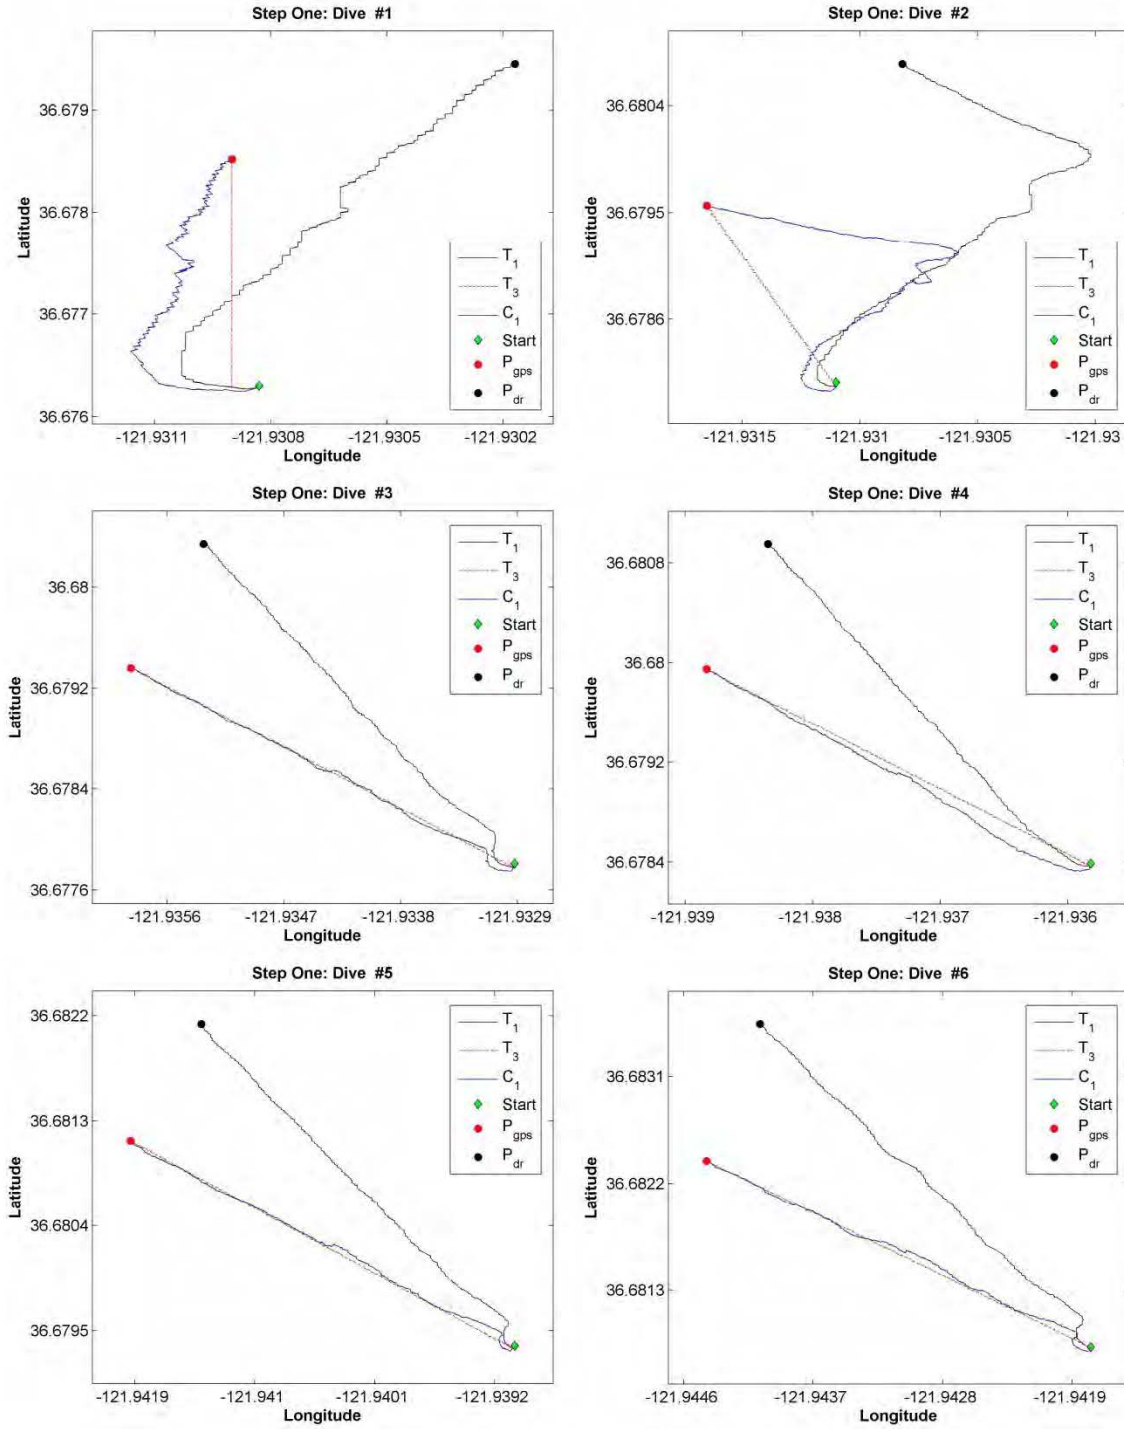 Step One: Dive #1
Latitude
36.679
36.678
36.677
36.676
-121.9311
-121.9308
-121.9305
-121.9302
Longitude
T1
T3
C1
Start
Pgps
Pdr
Step One: Dive #2
Latitude
36.6804
36.6795
36.6786
-121.9315
-121.931
-121.9305
-121.93
Longitude
T1
T3
C1
Start
Pgps
Pdr
Step One: Dive #3
Latitude
36.68
36.6792
36.6784
36.6776
-121.9356
-121.9347
-121.9338
-121.9329
Longitude
T1
T3
C1
Start
Pgps
Pdr
Step One: Dive #4
Latitude
36.6808
36.68
36.6792
36.6784
-121.939
-121.938
-121.937
-121.936
Longitude
T1
T3
C1
Start
Pgps
Pdr
Step One: Dive #5
Latitude
36.6822
36.6813
36.6804
36.6795
-121.9419
-121.941
-121.9401
-121.9392
Longitude
T1
T3
C1
Start
Pgps
Pdr
Step One: Dive #6
Latitude
36.6831
36.6822
36.6813
-121.9446
-121.9437
-121.9428
-121.9419
Longitude
T1
T3
C1
Start
Pgps
Pdr